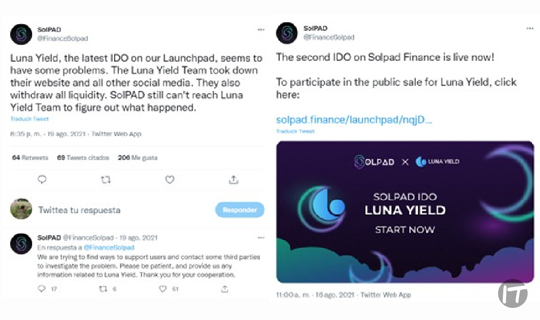 SolPAD
@FinanceSolpad
Luna Yield, the latest IDO on our Launchpad, seems to
have some problems. The Luna Yield Team took down
their website and all other social media. They also
withdraw all liquidity. SolPAD still can't reach Luna
Yield Team to figure out what happened.
Traducir Tweet
8:35 p. m. · 19 ago. 2021 · Twitter Web App
64 Retweets 69 Tweets citados 206 Me gusta
Twittea tu respuesta
Responder
SolPAD @FinanceSolpad · 19 ago. 2021
En respuesta a @FinanceSolpad
We are trying to find ways to support users and contact some third parties
to investigate the problem. Please be patient, and provide us any
information related to Luna Yield. Thank you for your cooperation.
17 6 51
SolPAD
@FinanceSolpad
The second IDO on Solpad Finance is live now!
To participate in the public sale for Luna Yield, click
here:
solpad.finance/launchpad/nqjD...
Traducir Tweet
SOLPAD × LUNA YIELD
SOLPAD IDO
LUNA YIELD
START NOW
11:00 a. m. · 16 ago. 2021 · Twitter Web App
IT